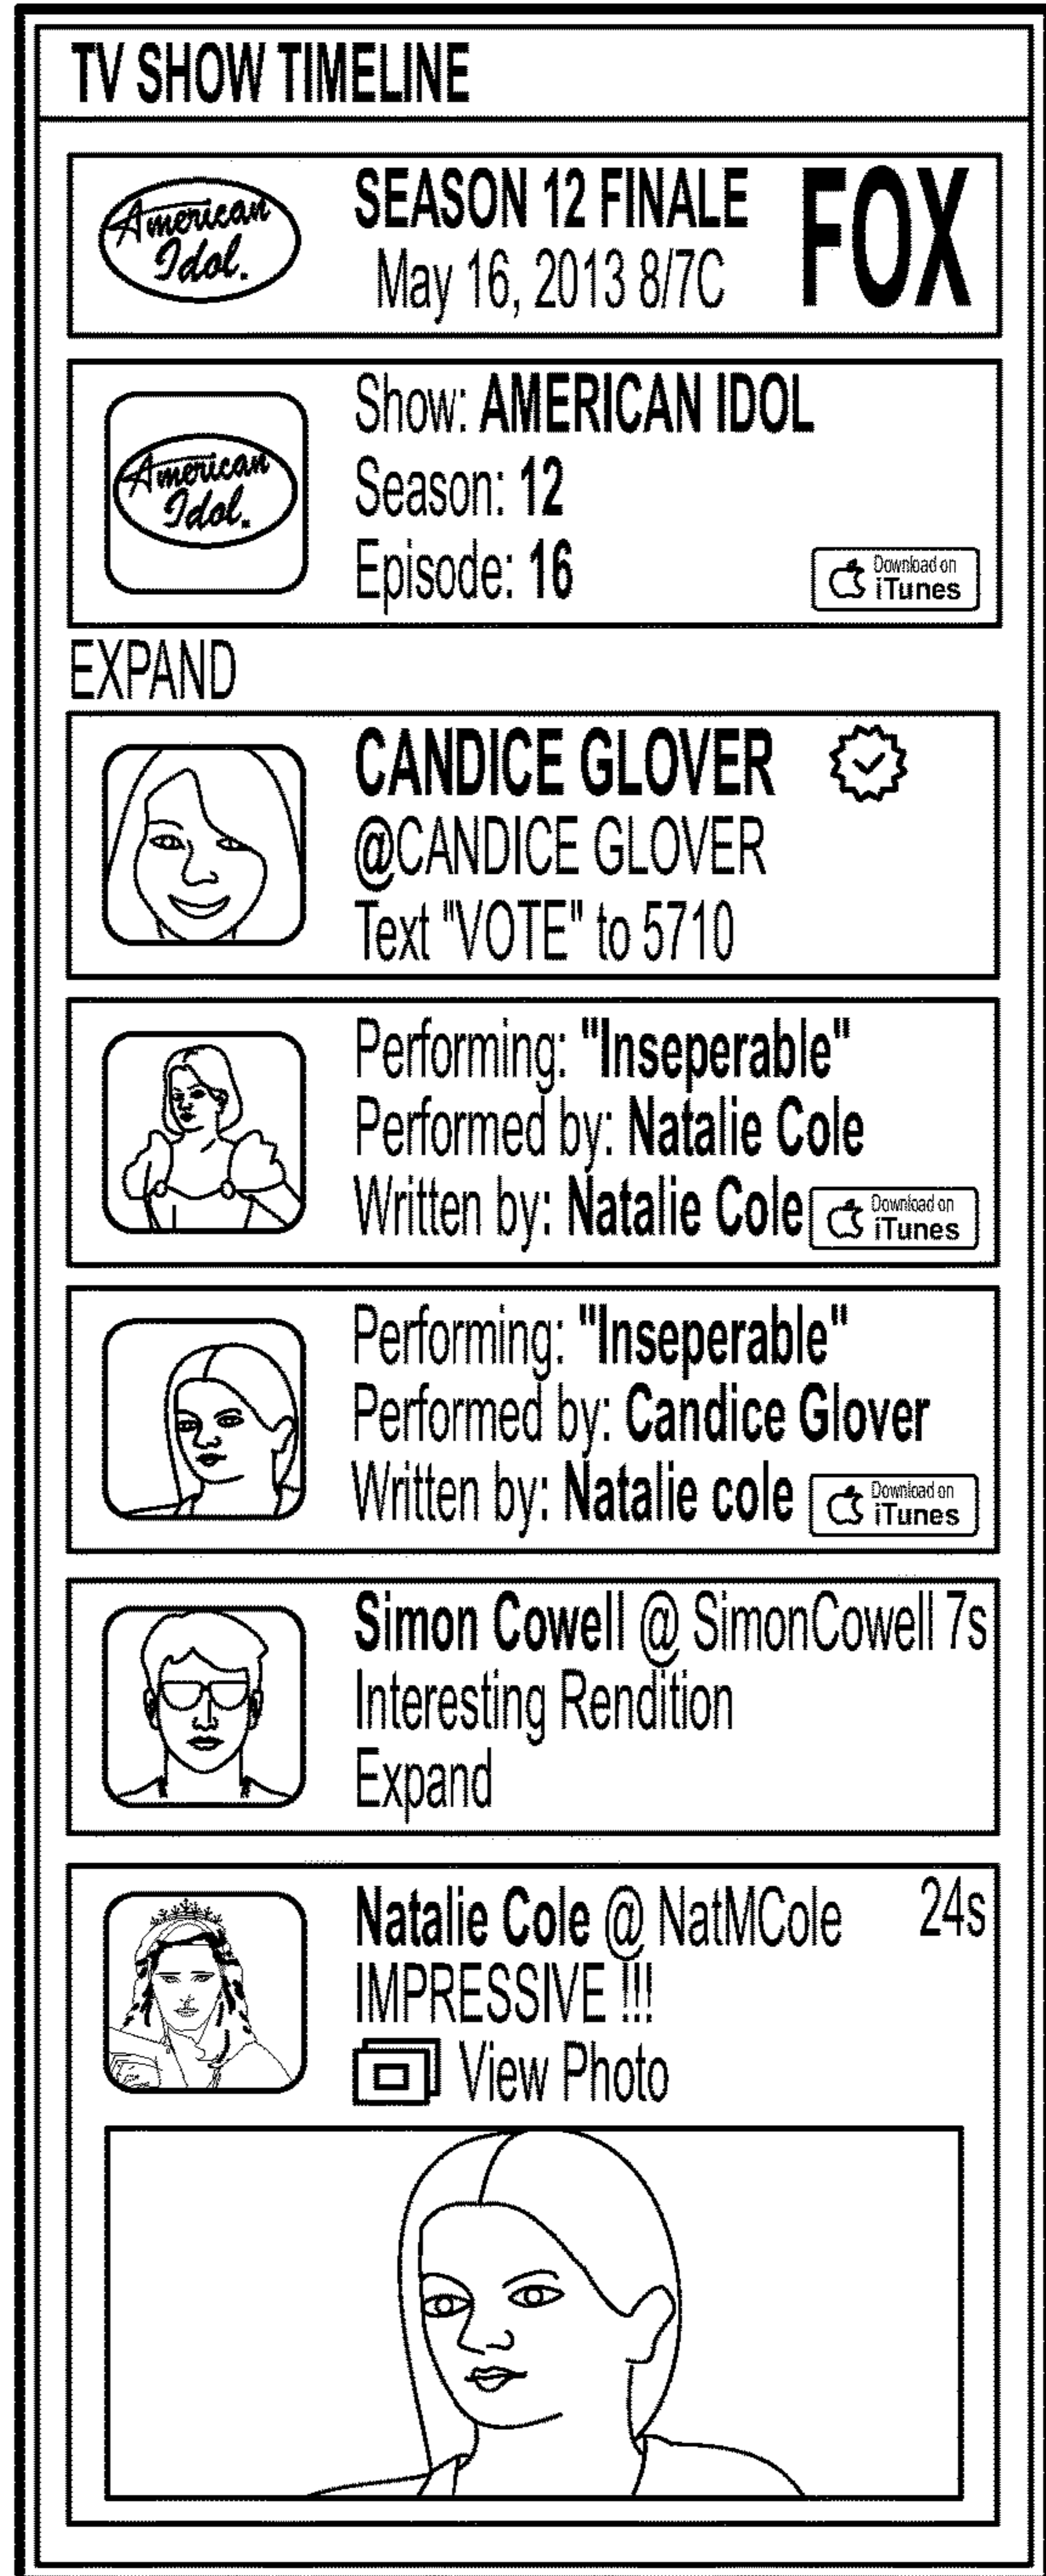 TV SHOW TIMELINE
American
Idol.
SEASON 12 FINALE
May 16, 2013 8/7C
FOX
American
Idol.
Show: AMERICAN IDOL
Season: 12
Episode: 16
Download on
iTunes
EXPAND
CANDICE GLOVER
@CANDICE GLOVER
Text "VOTE" to 5710
Performing: "Inseperable"
Performed by: Natalie Cole
Written by: Natalie Cole
Download on
iTunes
Performing: "Inseperable"
Performed by: Candice Glover
Written by: Natalie cole
Download on
iTunes
Simon Cowell @ SimonCowell 7s
Interesting Rendition
Expand
Natalie Cole @ NatMCole 24s
IMPRESSIVE !!!
View Photo